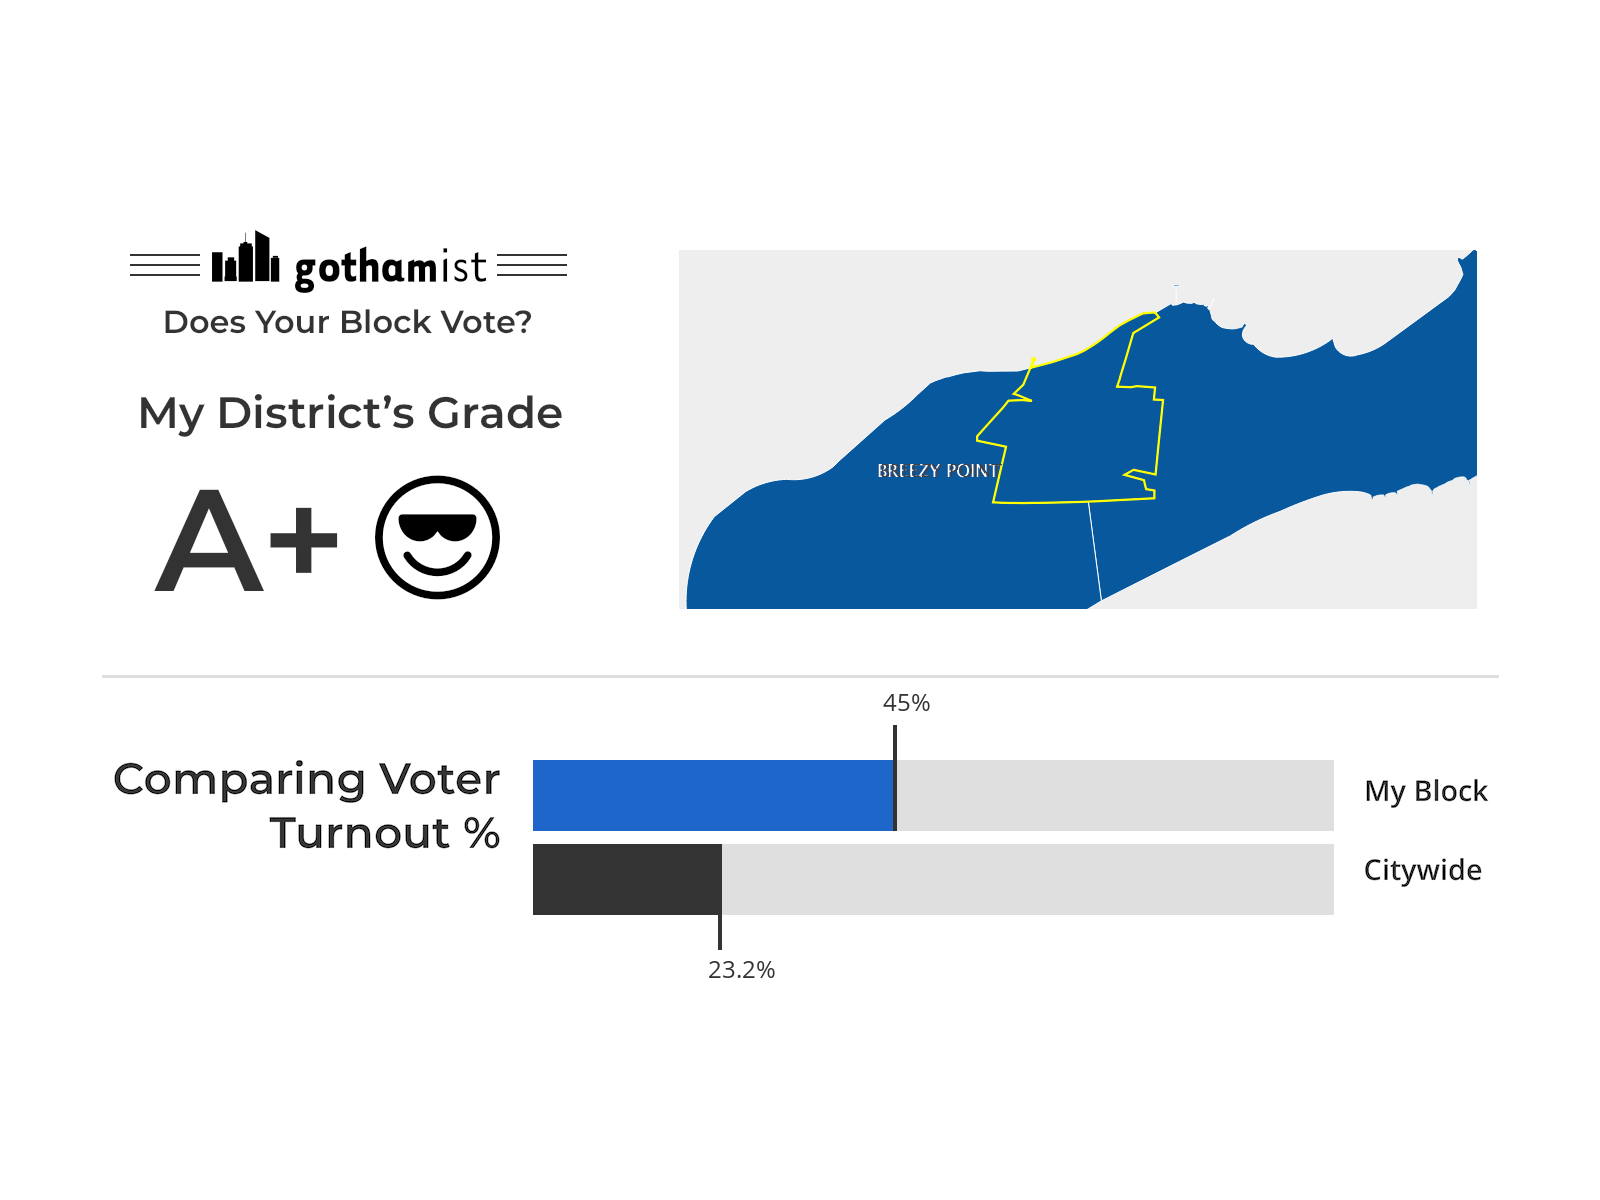 gothamist
Does Your Block Vote?
My District’s Grade
A+
BREEZY POINT
45%
Comparing Voter
Turnout %
My Block
Citywide
23.2%